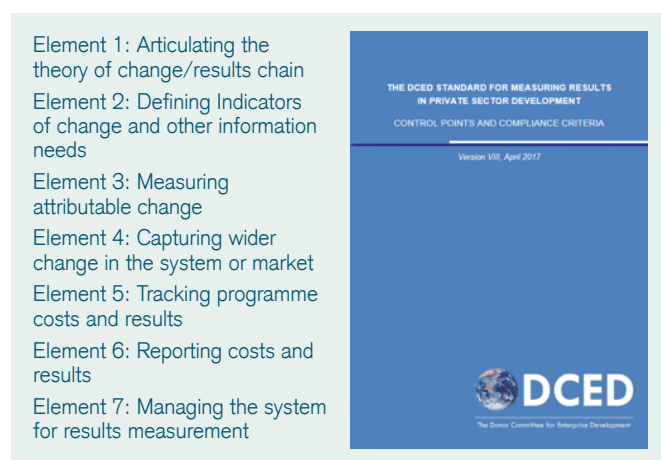 Element 1: Articulating the
theory of change/results chain
Element 2: Defining Indicators
of change and other information
needs
Element 3: Measuring
attributable change
Element 4: Capturing wider
change in the system or market
Element 5: Tracking programme
costs and results
Element 6: Reporting costs and
results
Element 7: Managing the system
for results measurement
THE DCED STANDARD FOR MEASURING RESULTS
IN PRIVATE SECTOR DEVELOPMENT
CONTROL POINTS AND COMPLIANCE CRITERIA
Version VIII, April 2017
DCED
The Donor Committee for Enterprise Development